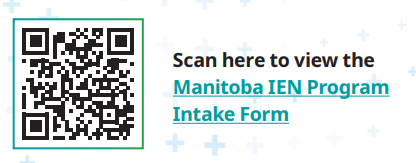 Scan here to view the
Manitoba IEN Program
Intake Form